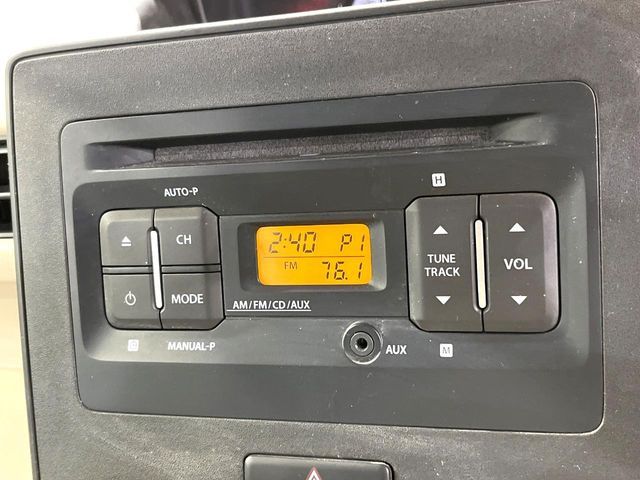 AUTO-P
H
CH
MODE
2:40 P1
FM 76.1
AM/FM/CD/AUX
TUNE
TRACK
VOL
MANUAL-P
AUX
M